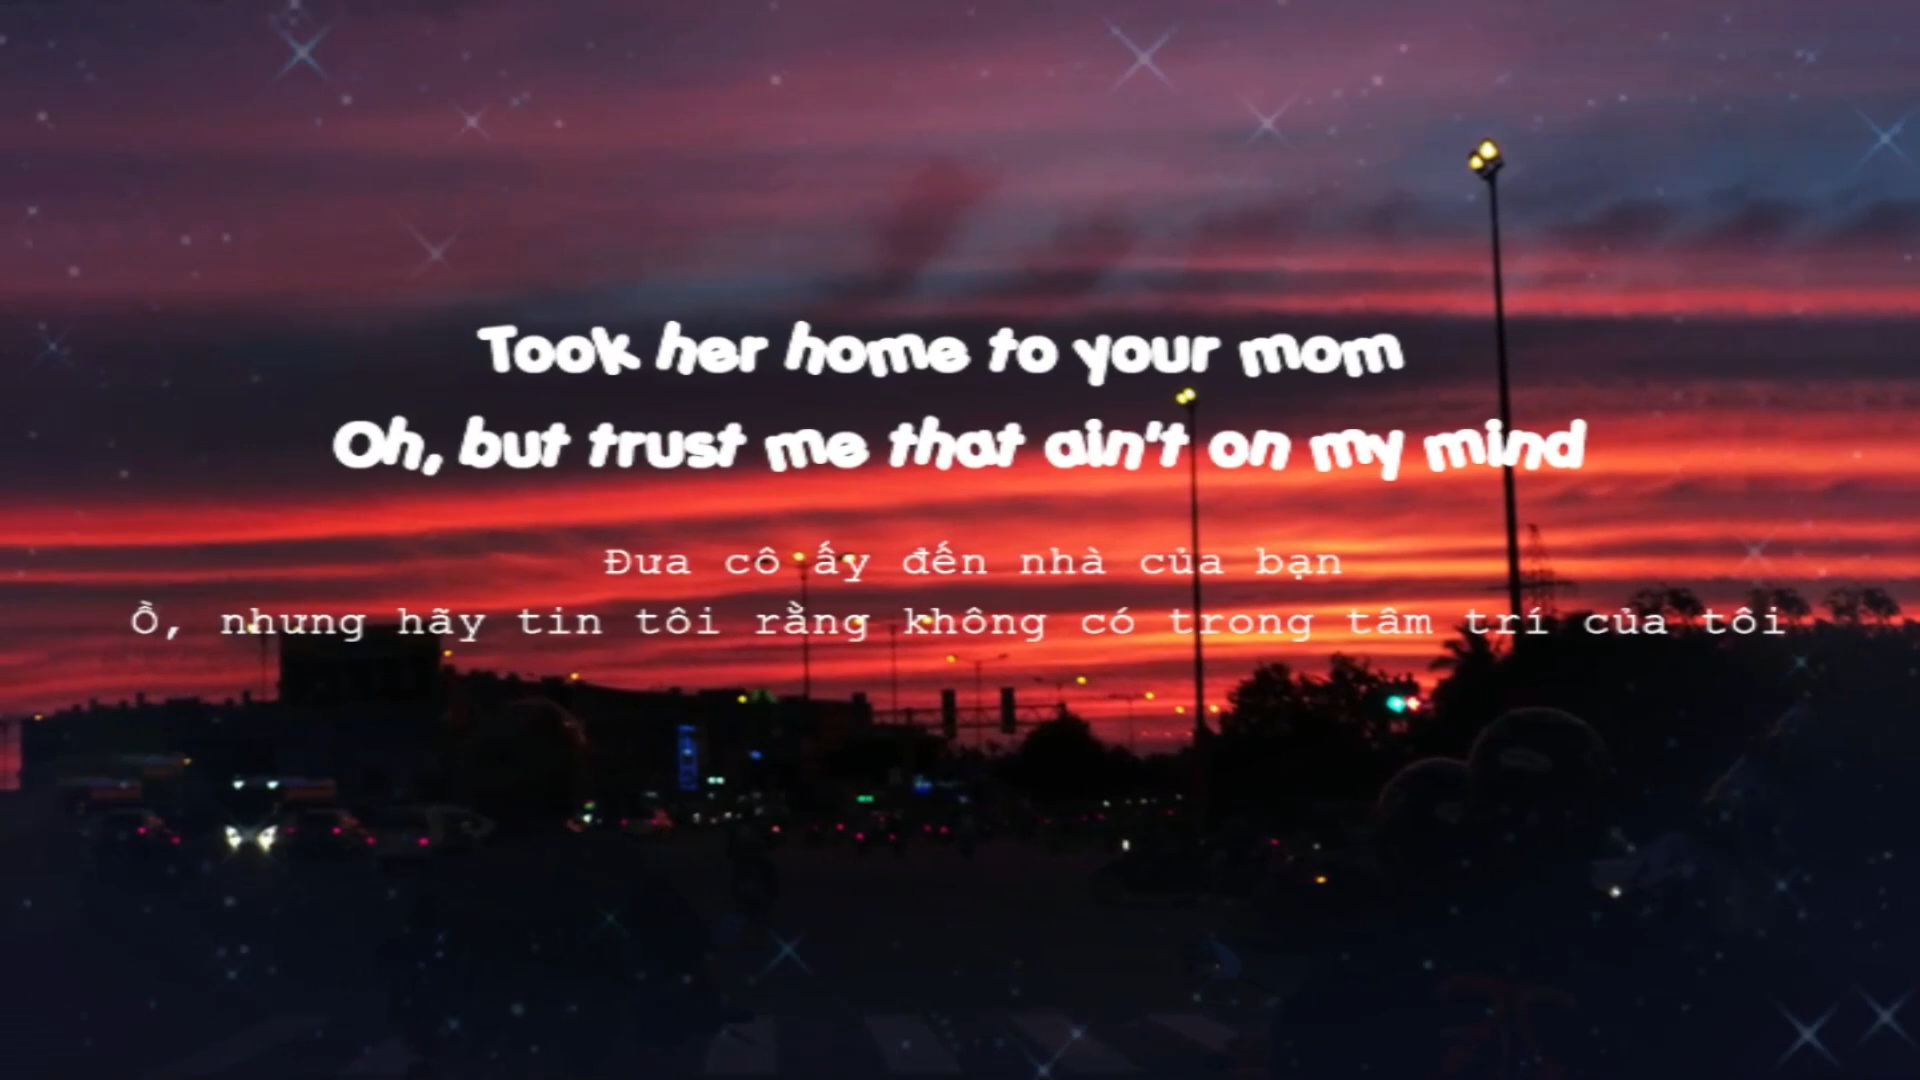 Took her home to your mom
Oh, but trust me that ain't on my mind
Đưa cô ấy đến nhà của bạn
Ồ, nhưng hãy tin tôi rằng không có trong tâm trí của tôi